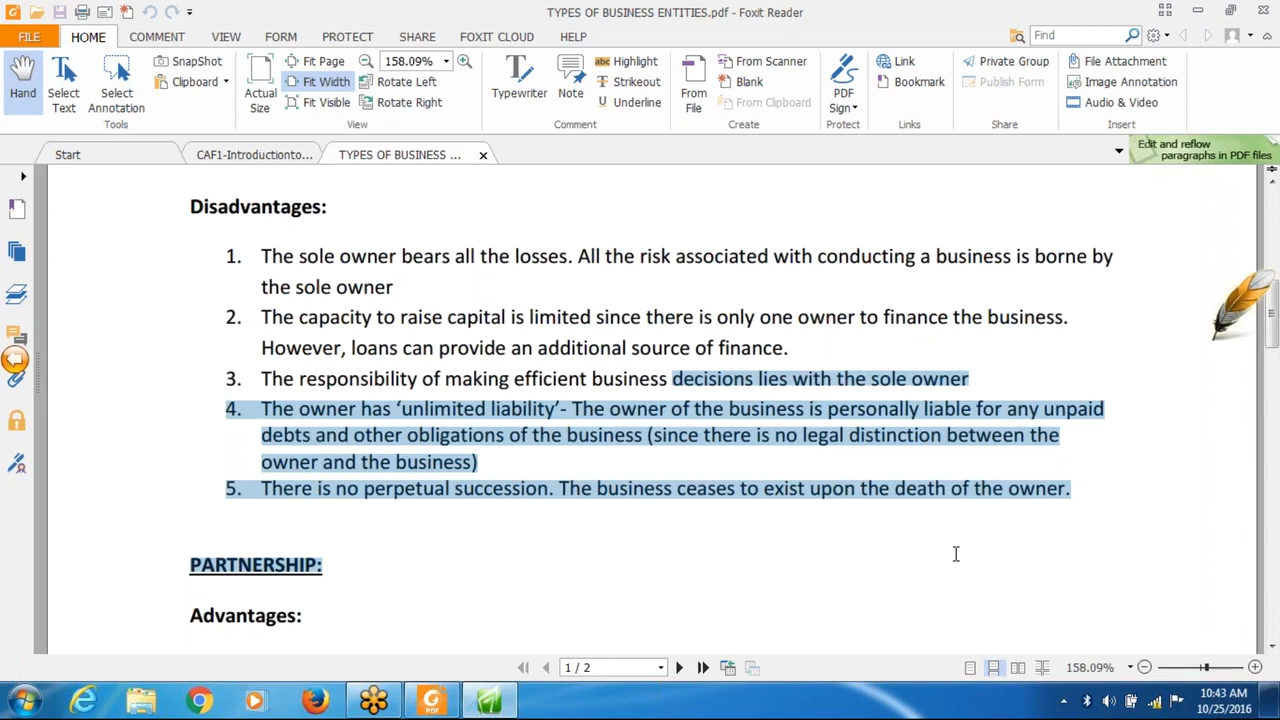 TYPES OF BUSINESS ENTITIES.pdf - Foxit Reader
FILE HOME COMMENT VIEW FORM PROTECT SHARE FOXIT CLOUD HELP Find
SnapShot Fit Page 158.09% Highlight From Scanner Link Private Group File Attachment
Clipboard Fit Width Rotate Left Strikeout Blank Bookmark Publish Form Image Annotation
Fit Visible Rotate Right Underline From Clipboard Audio & Video
Hand Select Text Select Annotation Actual Size Typewriter Note From File PDF Sign
Tools View Comment Create Protect Links Share Insert
Start CAF1-Introductionto... TYPES OF BUSINESS ... Edit and reflow
paragraphs in PDF files
Disadvantages:
1. The sole owner bears all the losses. All the risk associated with conducting a business is borne by
the sole owner
2. The capacity to raise capital is limited since there is only one owner to finance the business.
However, loans can provide an additional source of finance.
3. The responsibility of making efficient business decisions lies with the sole owner
4. The owner has ‘unlimited liability’- The owner of the business is personally liable for any unpaid
debts and other obligations of the business (since there is no legal distinction between the
owner and the business)
5. There is no perpetual succession. The business ceases to exist upon the death of the owner.
PARTNERSHIP:
Advantages:
1 / 2 158.09%
PDF
10:43 AM
10/25/2016